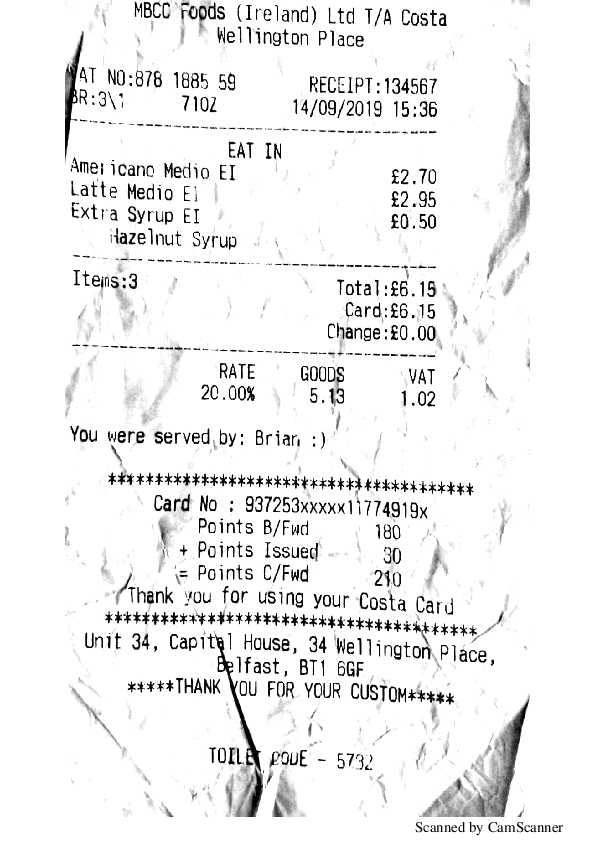 MBCC Foods (Ireland) Ltd T/A Costa
Wellington Place
VAT NO:878 1885 59 RECEIPT:134567
BR:3\1 710Z 14/09/2019 15:36
EAT IN
Americano Medio EI £2.70
Latte Medio EI £2.95
Extra Syrup EI £0.50
Hazelnut Syrup
Items:3 Total:£6.15
Card:£6.15
Change:£0.00
RATE GOODS VAT
20.00% 5.13 1.02
You were served by: Brian :)
****************************************
Card No : 937253xxxxx11774919x
Points B/Fwd 180
+ Points Issued 30
= Points C/Fwd 210
Thank you for using your Costa Card
****************************************
Unit 34, Capital House, 34 Wellington Place,
Belfast, BT1 6GF
*****THANK YOU FOR YOUR CUSTOM*****
TOILET CODE - 5732
Scanned by CamScanner